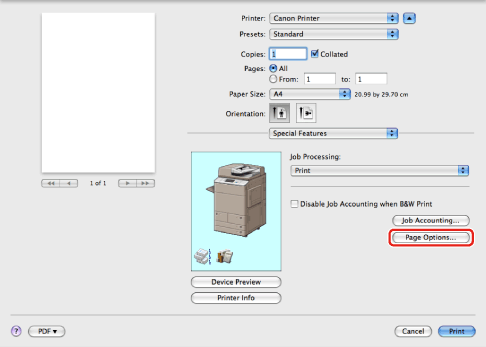 Printer: Canon Printer
Presets: Standard
Copies: 1 Collated
Pages: All
From: 1 to: 1
Paper Size: A4 20.99 by 29.70 cm
Orientation:
Special Features
Job Processing:
Print
1 of 1
Disable Job Accounting when B&W Print
Job Accounting...
Page Options...
Device Preview
Printer Info
? PDF ▾ Cancel Print